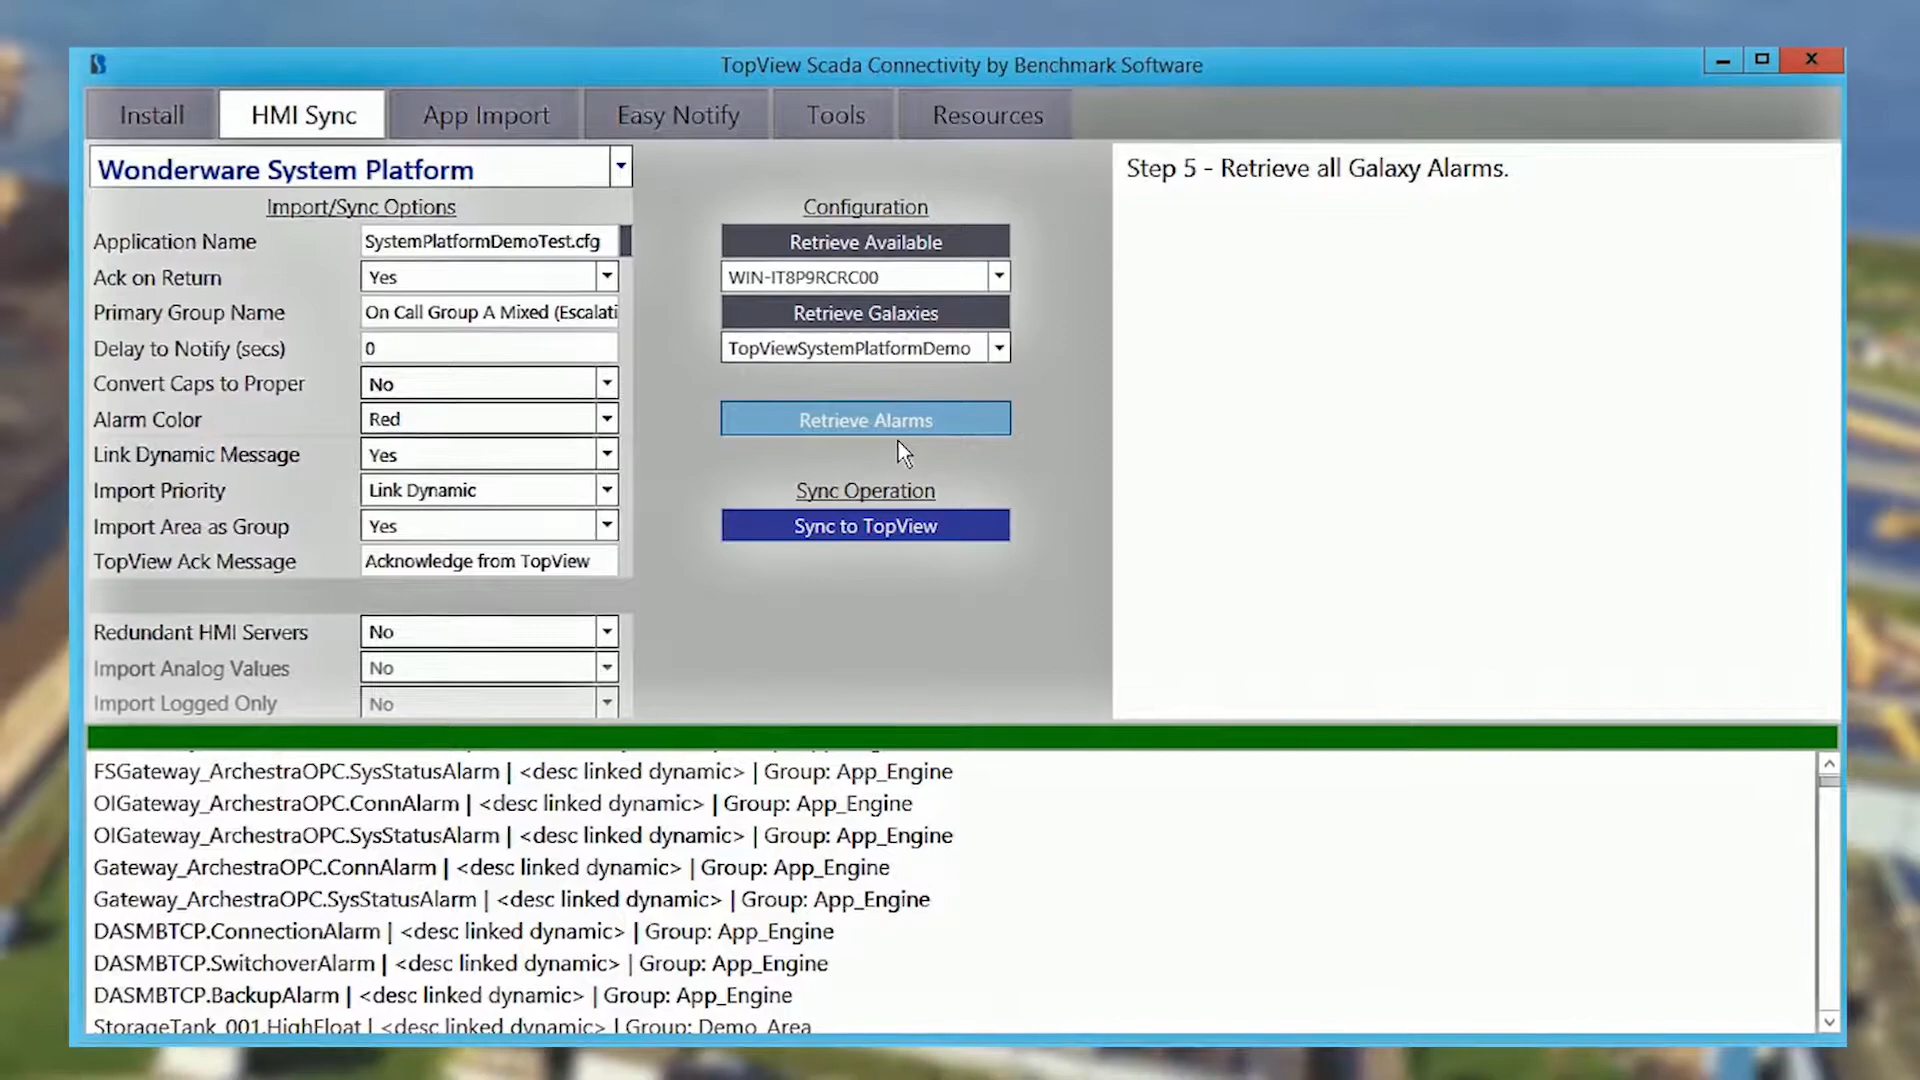 TopView Scada Connectivity by Benchmark Software
Install
HMI Sync
App Import
Easy Notify
Tools
Resources
Wonderware System Platform
Import/Sync Options
Application Name
SystemPlatformDemoTest.cfg
Ack on Return
Yes
Primary Group Name
On Call Group A Mixed (Escalati
Delay to Notify (secs)
0
Convert Caps to Proper
No
Alarm Color
Red
Link Dynamic Message
Yes
Import Priority
Link Dynamic
Import Area as Group
Yes
TopView Ack Message
Acknowledge from TopView
Redundant HMI Servers
No
Import Analog Values
No
Import Logged Only
No
Configuration
Retrieve Available
WIN-IT8P9RCRC00
Retrieve Galaxies
TopViewSystemPlatformDemo
Retrieve Alarms
Sync Operation
Sync to TopView
Step 5 - Retrieve all Galaxy Alarms.
FSGateway_ArchestraOPC.SysStatusAlarm | <desc linked dynamic> | Group: App_Engine
OIGateway_ArchestraOPC.ConnAlarm | <desc linked dynamic> | Group: App_Engine
OIGateway_ArchestraOPC.SysStatusAlarm | <desc linked dynamic> | Group: App_Engine
Gateway_ArchestraOPC.ConnAlarm | <desc linked dynamic> | Group: App_Engine
Gateway_ArchestraOPC.SysStatusAlarm | <desc linked dynamic> | Group: App_Engine
DASMBTCP.ConnectionAlarm | <desc linked dynamic> | Group: App_Engine
DASMBTCP.SwitchoverAlarm | <desc linked dynamic> | Group: App_Engine
DASMBTCP.BackupAlarm | <desc linked dynamic> | Group: App_Engine
StorageTank_001.HighFloat | <desc linked dynamic> | Group: Demo_Area